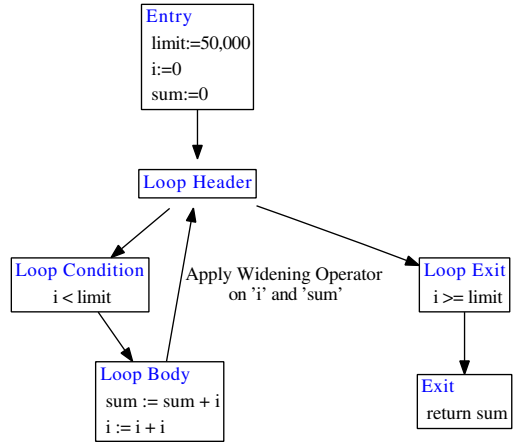 Entry
limit:=50,000
i:=0
sum:=0
Loop Header
Loop Condition
i < limit
Apply Widening Operator
on 'i' and 'sum'
Loop Exit
i >= limit
Loop Body
sum := sum + i
i := i + i
Exit
return sum